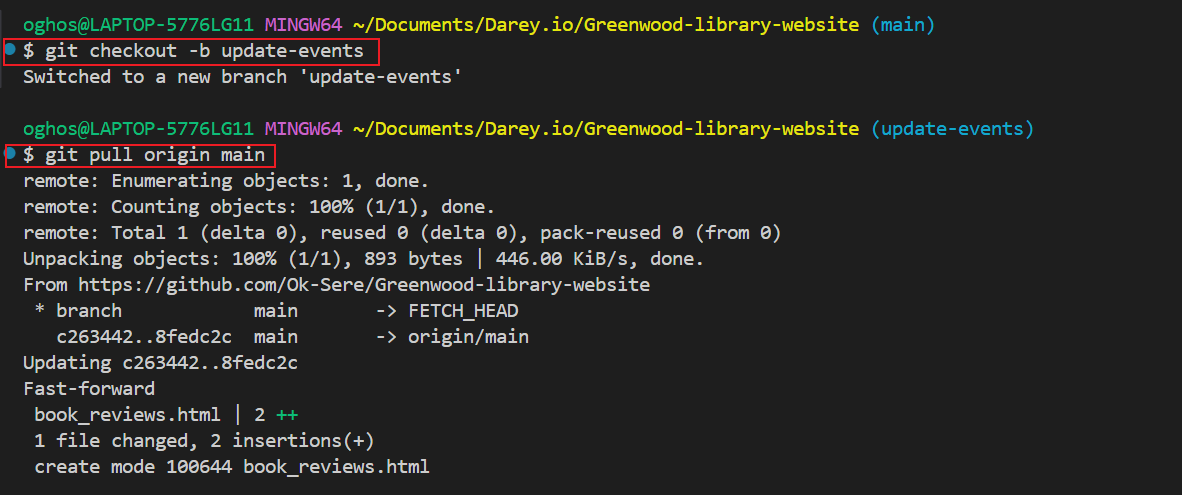 oghos@LAPTOP-5776LG11 MINGW64 ~/Documents/Darey.io/Greenwood-library-website (main)
$ git checkout -b update-events
Switched to a new branch 'update-events'
oghos@LAPTOP-5776LG11 MINGW64 ~/Documents/Darey.io/Greenwood-library-website (update-events)
$ git pull origin main
remote: Enumerating objects: 1, done.
remote: Counting objects: 100% (1/1), done.
remote: Total 1 (delta 0), reused 0 (delta 0), pack-reused 0 (from 0)
Unpacking objects: 100% (1/1), 893 bytes | 446.00 KiB/s, done.
From https://github.com/Ok-Sere/Greenwood-library-website
 * branch            main       -> FETCH_HEAD
   c263442..8fedc2c  main       -> origin/main
Updating c263442..8fedc2c
Fast-forward
 book_reviews.html | 2 ++
 1 file changed, 2 insertions(+)
 create mode 100644 book_reviews.html